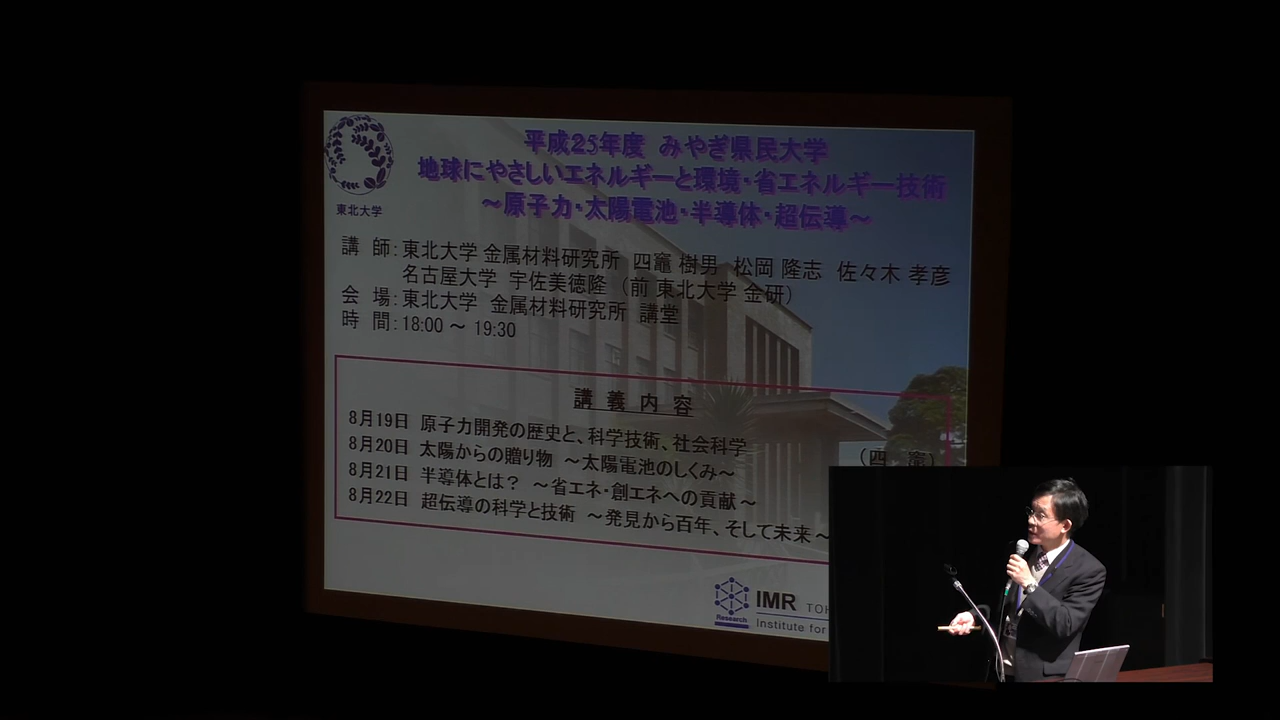 平成25年度 みやぎ県民大学
地球にやさしいエネルギーと環境・省エネルギー技術
～原子力・太陽電池・半導体・超伝導～
東北大学
講 師：東北大学 金属材料研究所 四竈 樹男 松岡 隆志 佐々木 孝彦
名古屋大学 宇佐美徳隆 (前 東北大学 金研)
会 場：東北大学 金属材料研究所 講堂
時 間：18:00 ～ 19:30
講 義 内 容
8月19日 原子力開発の歴史と、科学技術、社会科学 (四 竈)
8月20日 太陽からの贈り物 ～太陽電池のしくみ～
8月21日 半導体とは？ ～省エネ・創エネへの貢献～
8月22日 超伝導の科学と技術 ～発見から百年、そして未来～
Research
IMR TOH
Institute for